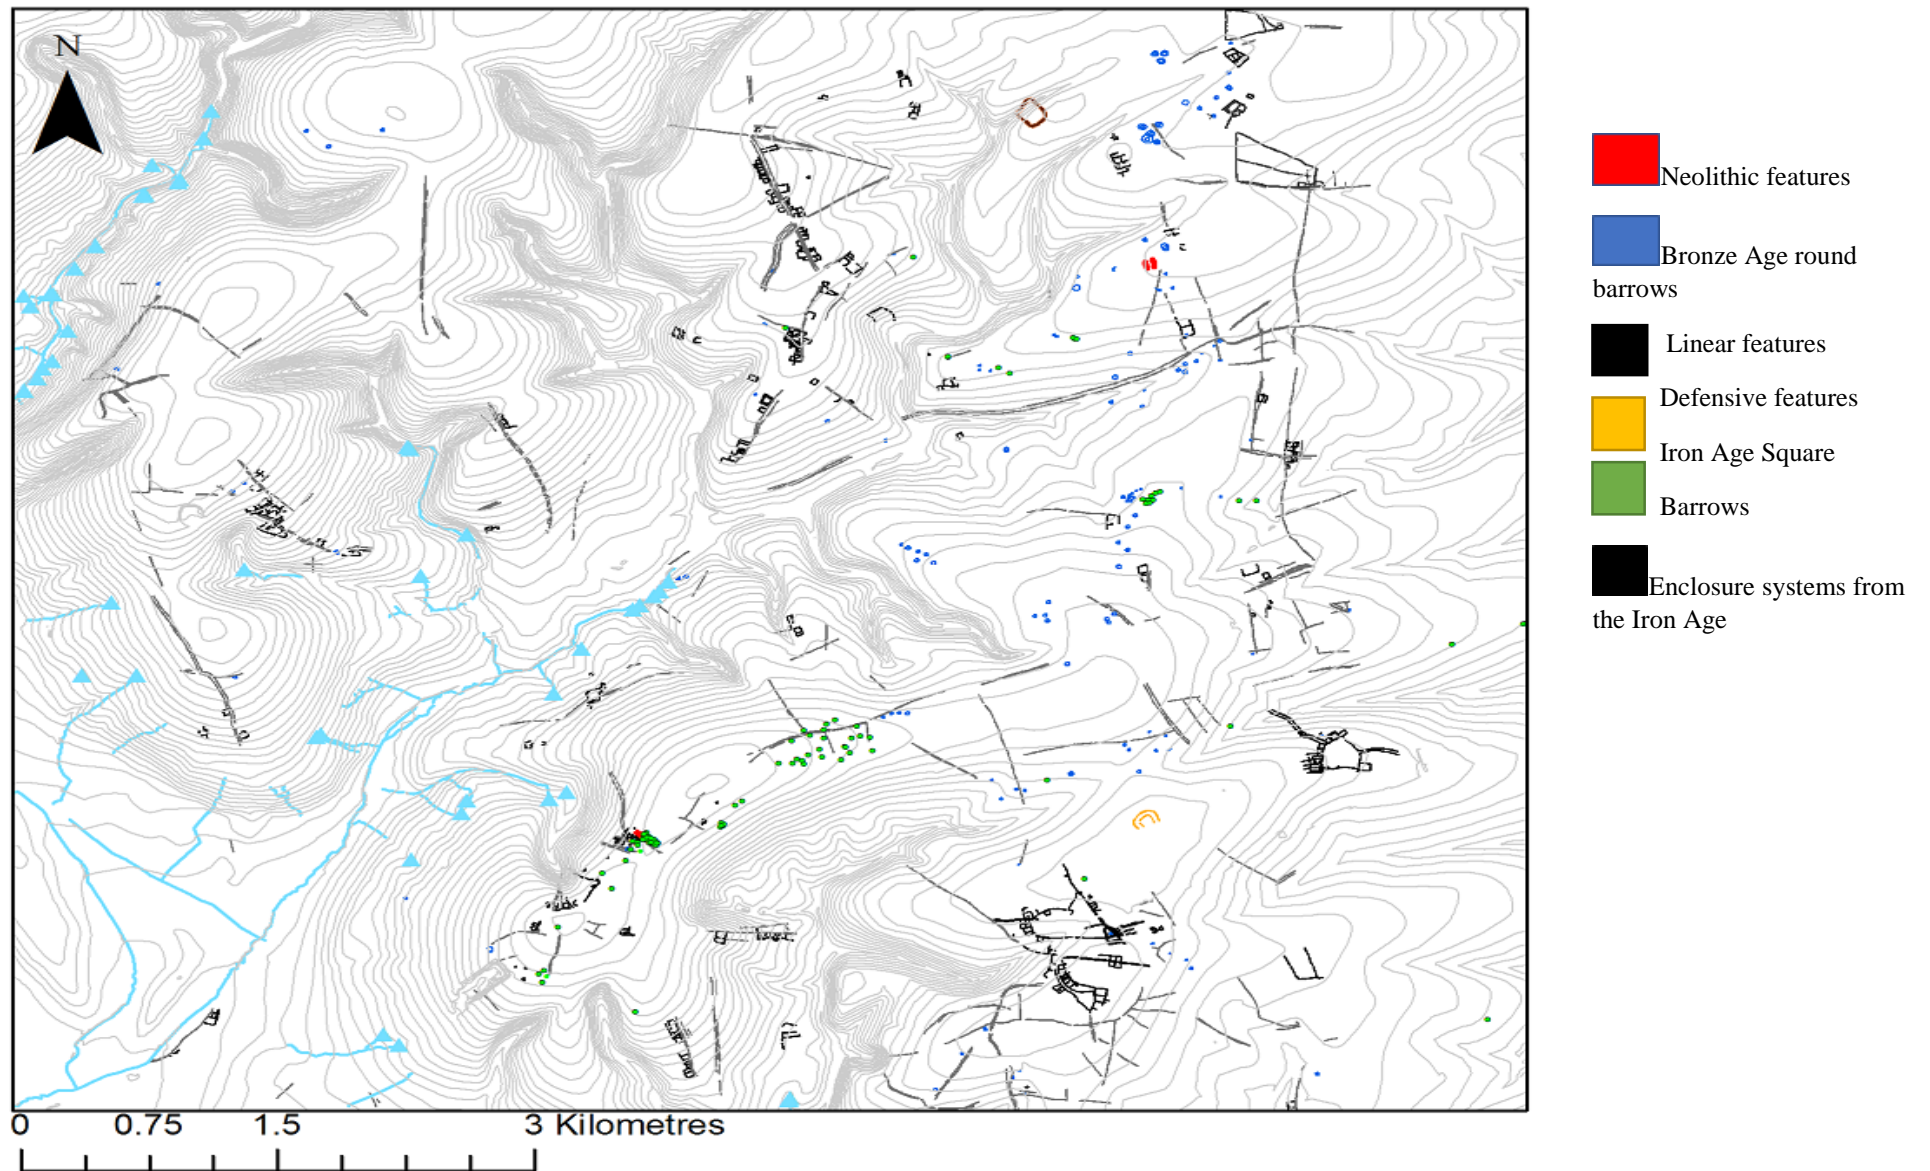 N
Neolithic features
Bronze Age round
barrows
Linear features
Defensive features
Iron Age Square
Barrows
Enclosure systems from
the Iron Age
0 0.75 1.5 3 Kilometres